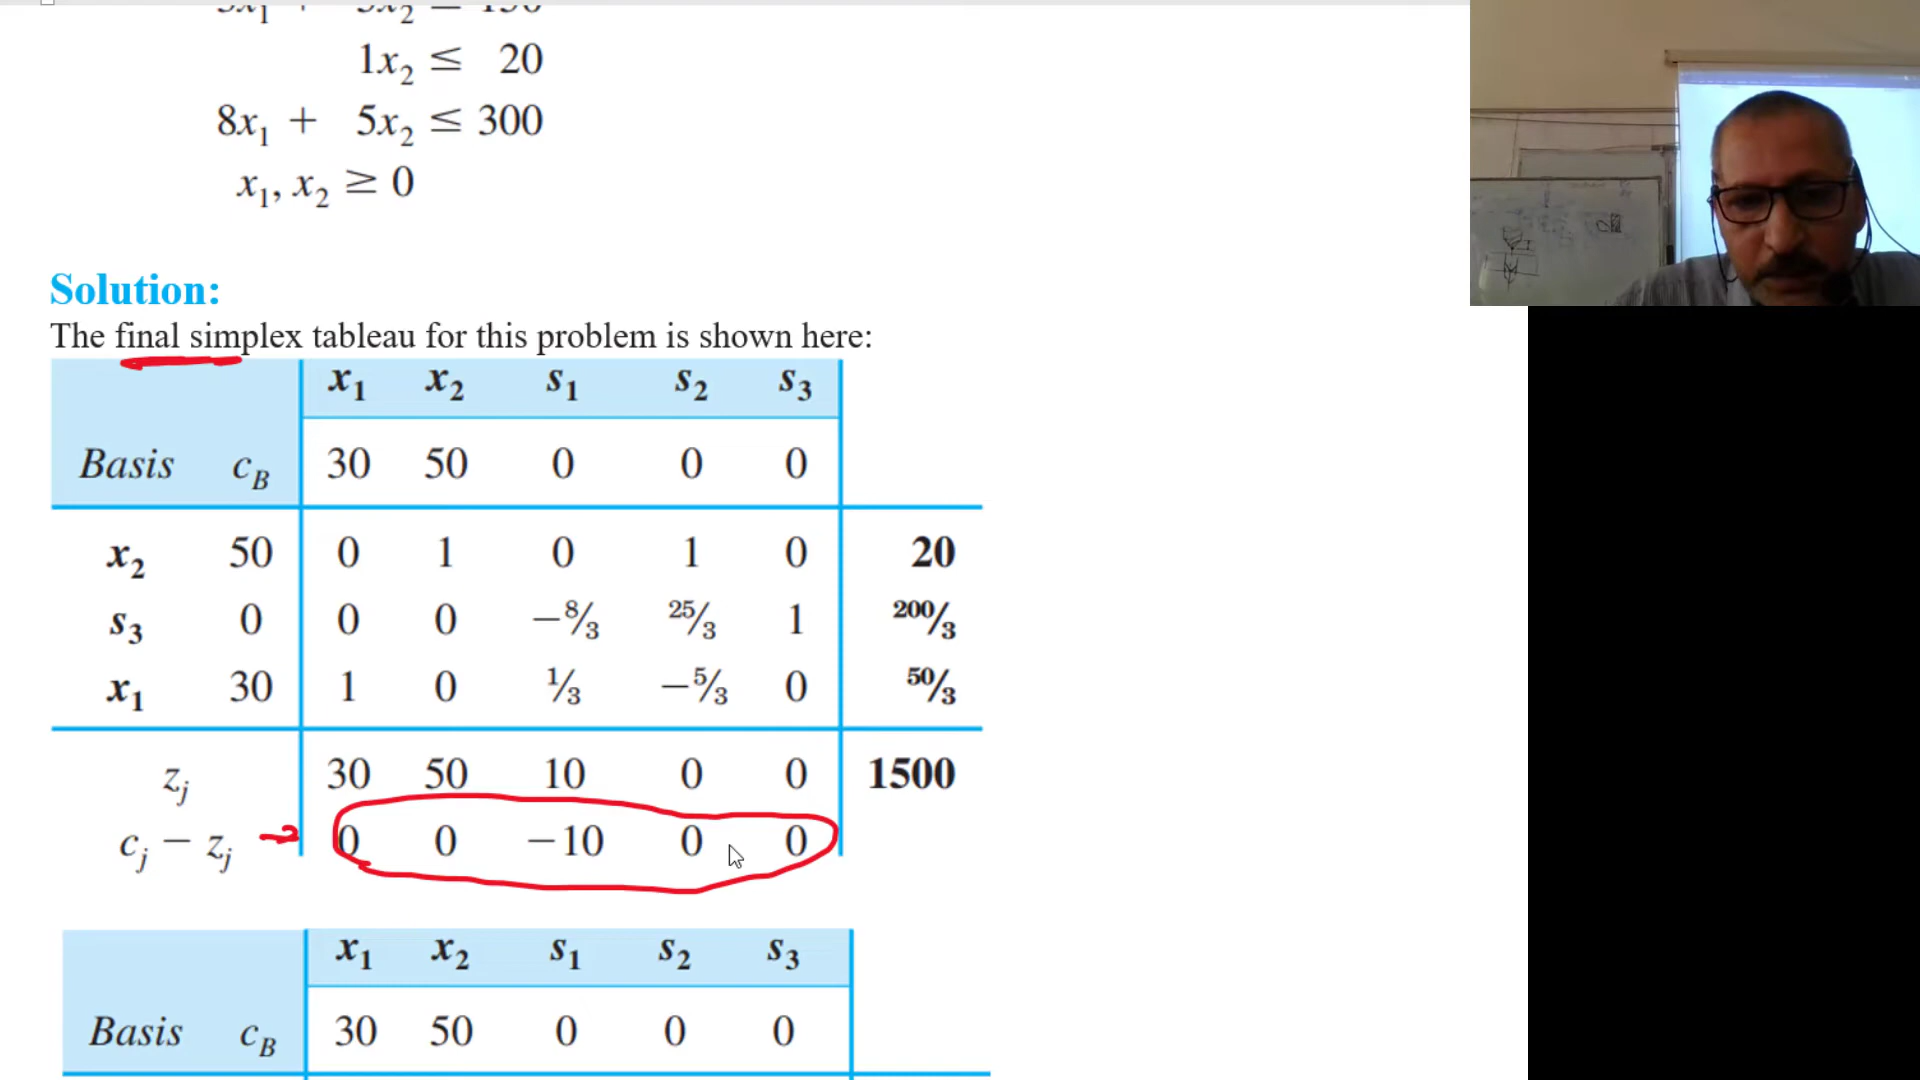 1x₂ ≤ 20
8x₁ + 5x₂ ≤ 300
x₁, x₂ ≥ 0
Solution:
The final simplex tableau for this problem is shown here:
x₁ x₂ s₁ s₂ s₃
Basis c_B 30 50 0 0 0
x₂ 50 0 1 0 1 0 20
s₃ 0 0 0 −8/3 25/3 1 200/3
x₁ 30 1 0 1/3 −5/3 0 50/3
z_j 30 50 10 0 0 1500
c_j − z_j 0 0 −10 0 0
x₁ x₂ s₁ s₂ s₃
Basis c_B 30 50 0 0 0